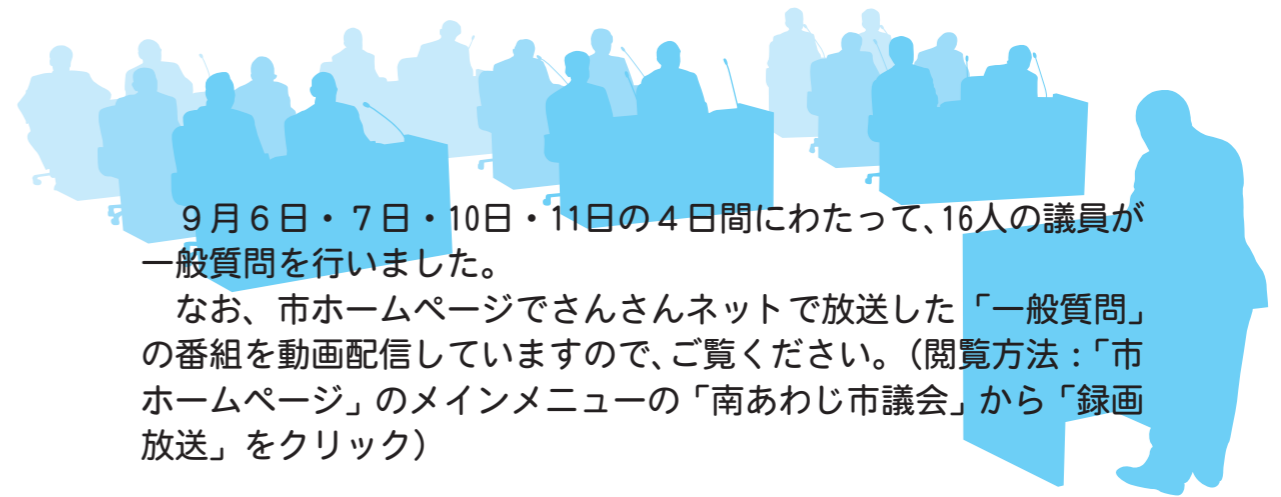 ９月６日・７日・10日・11日の４日間にわたって、16人の議員が
一般質問を行いました。
　なお、市ホームページでさんさんネットで放送した「一般質問」
の番組を動画配信していますので、ご覧ください。（閲覧方法：「市
ホームページ」のメインメニューの「南あわじ市議会」から「録画
放送」をクリック）